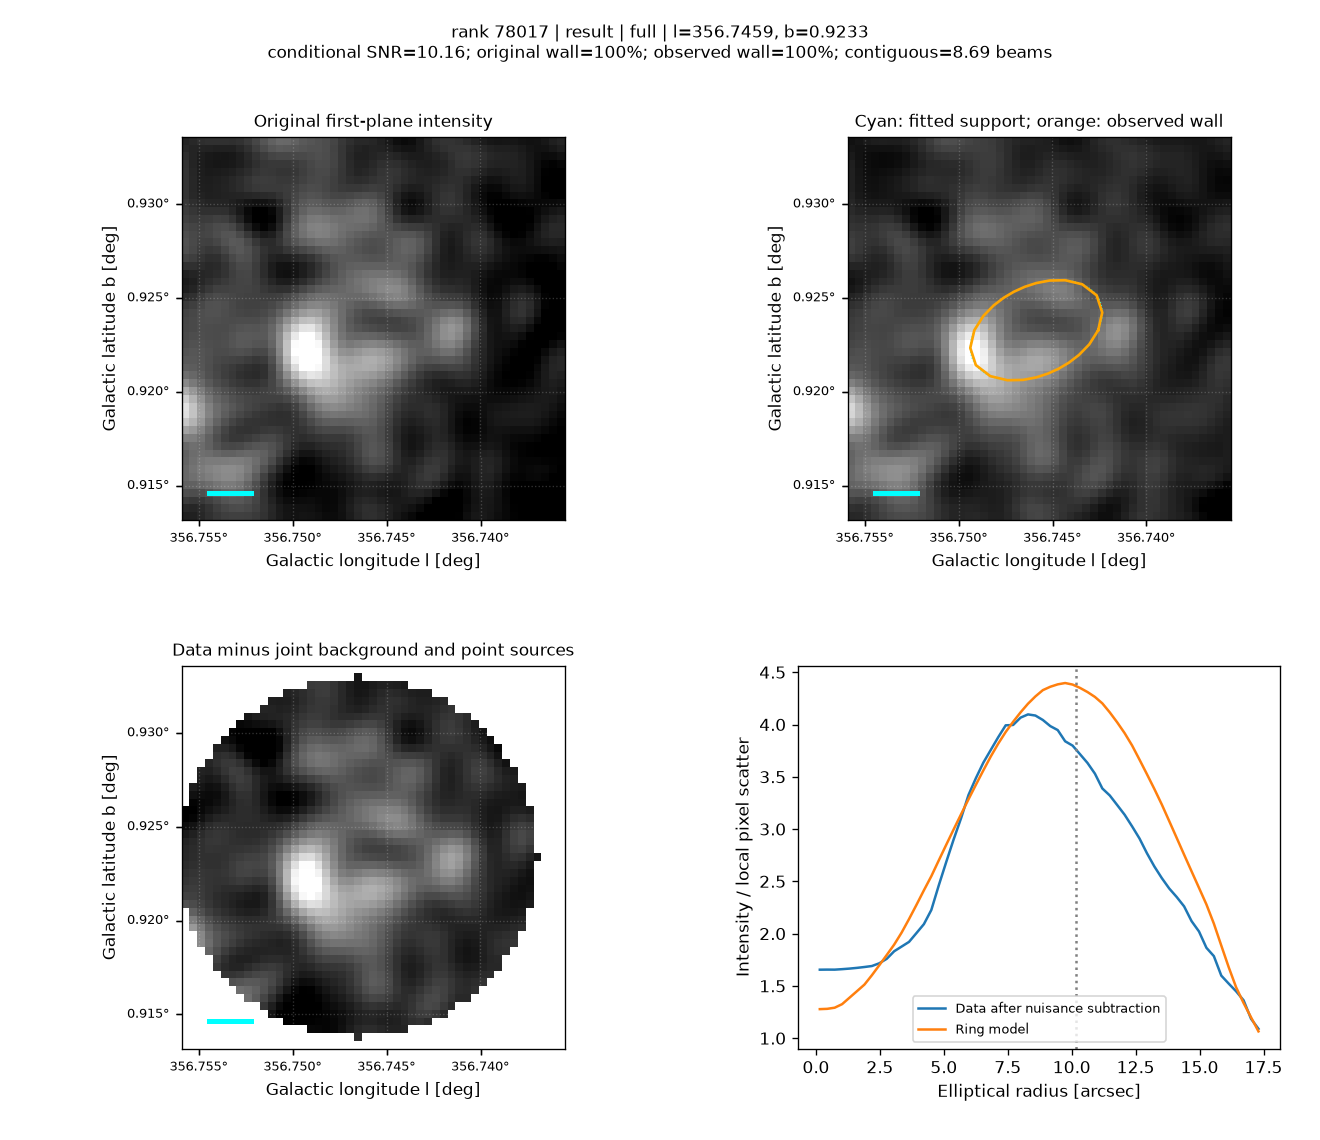 rank 78017 | result | full | l=356.7459, b=0.9233
conditional SNR=10.16; original wall=100%; observed wall=100%; contiguous=8.69 beams
Original first-plane intensity
0.930°
0.925°
0.920°
0.915°
356.755° 356.750° 356.745° 356.740°
Galactic longitude l [deg]
Galactic latitude b [deg]
Cyan: fitted support; orange: observed wall
0.930°
0.925°
0.920°
0.915°
356.755° 356.750° 356.745° 356.740°
Galactic longitude l [deg]
Galactic latitude b [deg]
Data minus joint background and point sources
0.930°
0.925°
0.920°
0.915°
356.755° 356.750° 356.745° 356.740°
Galactic longitude l [deg]
Galactic latitude b [deg]
4.5
4.0
3.5
3.0
2.5
2.0
1.5
1.0
0.0 2.5 5.0 7.5 10.0 12.5 15.0 17.5
Elliptical radius [arcsec]
Intensity / local pixel scatter
Data after nuisance subtraction
Ring model